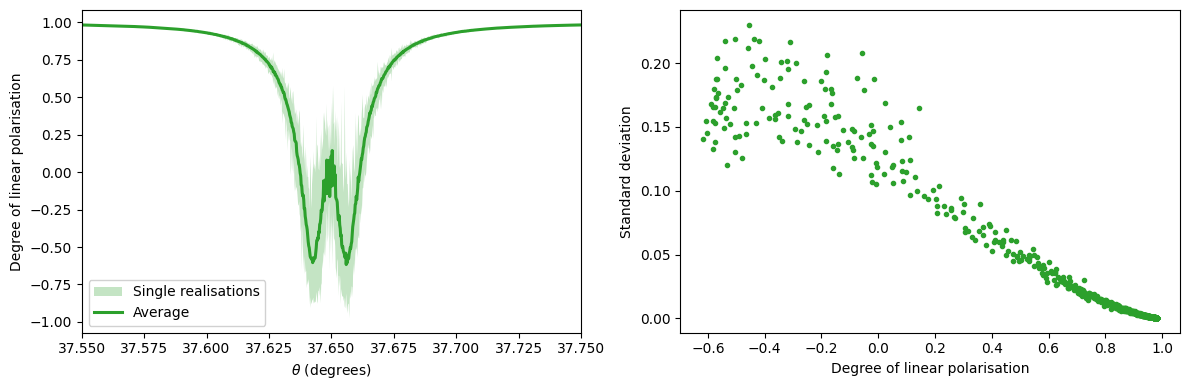 Degree of linear polarisation
1.00
0.75
0.50
0.25
0.00
−0.25
−0.50
−0.75
−1.00
Single realisations
Average
37.550 37.575 37.600 37.625 37.650 37.675 37.700 37.725 37.750
θ (degrees)
Standard deviation
0.20
0.15
0.10
0.05
0.00
−0.6 −0.4 −0.2 0.0 0.2 0.4 0.6 0.8 1.0
Degree of linear polarisation